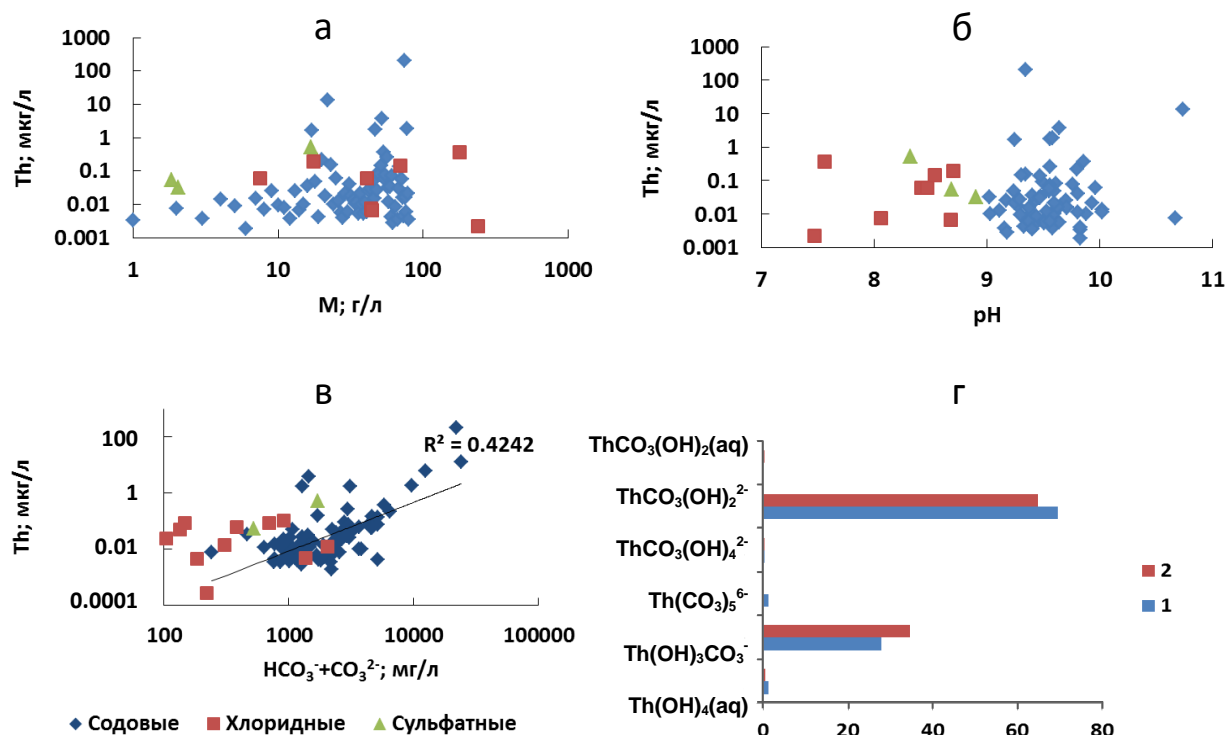 а
1000
100
10
1
0.1
0.01
0.001
Th; мкг/л
1 10 100 1000
М; г/л
б
1000
100
10
1
0.1
0.01
0.001
Th; мкг/л
7 8 9 10 11
pH
в
100
1
0.01
0.0001
Th; мкг/л
R² = 0.4242
100 1000 10000 100000
HCO₃⁻+CO₃²⁻; мг/л
Содовые Хлоридные Сульфатные
г
ThCO₃(OH)₂(aq)
ThCO₃(OH)₂²⁻
ThCO₃(OH)₄²⁻
Th(CO₃)₅⁶⁻
Th(OH)₃CO₃⁻
Th(OH)₄(aq)
0 20 40 60 80
2
1